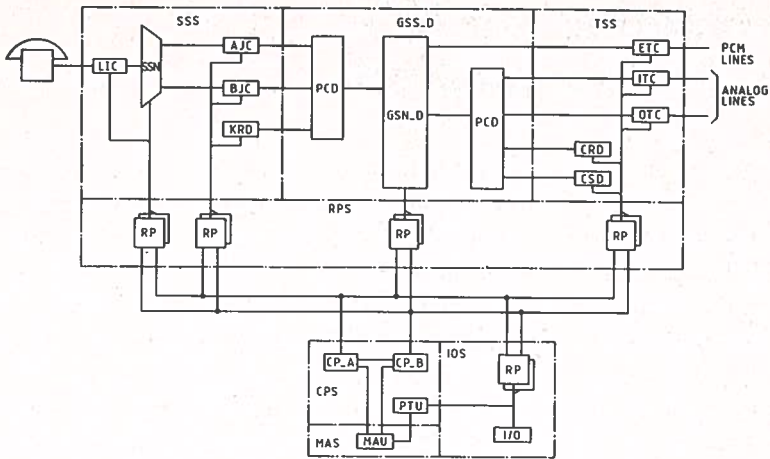 SSS
GSS_D
TSS
LIC
SSN
AJC
BJC
KRD
PCD
GSN_D
PCD
ETC
ITC
OTC
CRD
CSD
PCM
LINES
ANALOG
LINES
RPS
RP
RP
RP
RP
CP_A
CP_B
CPS
PTU
MAS
MAU
IOS
RP
I/O